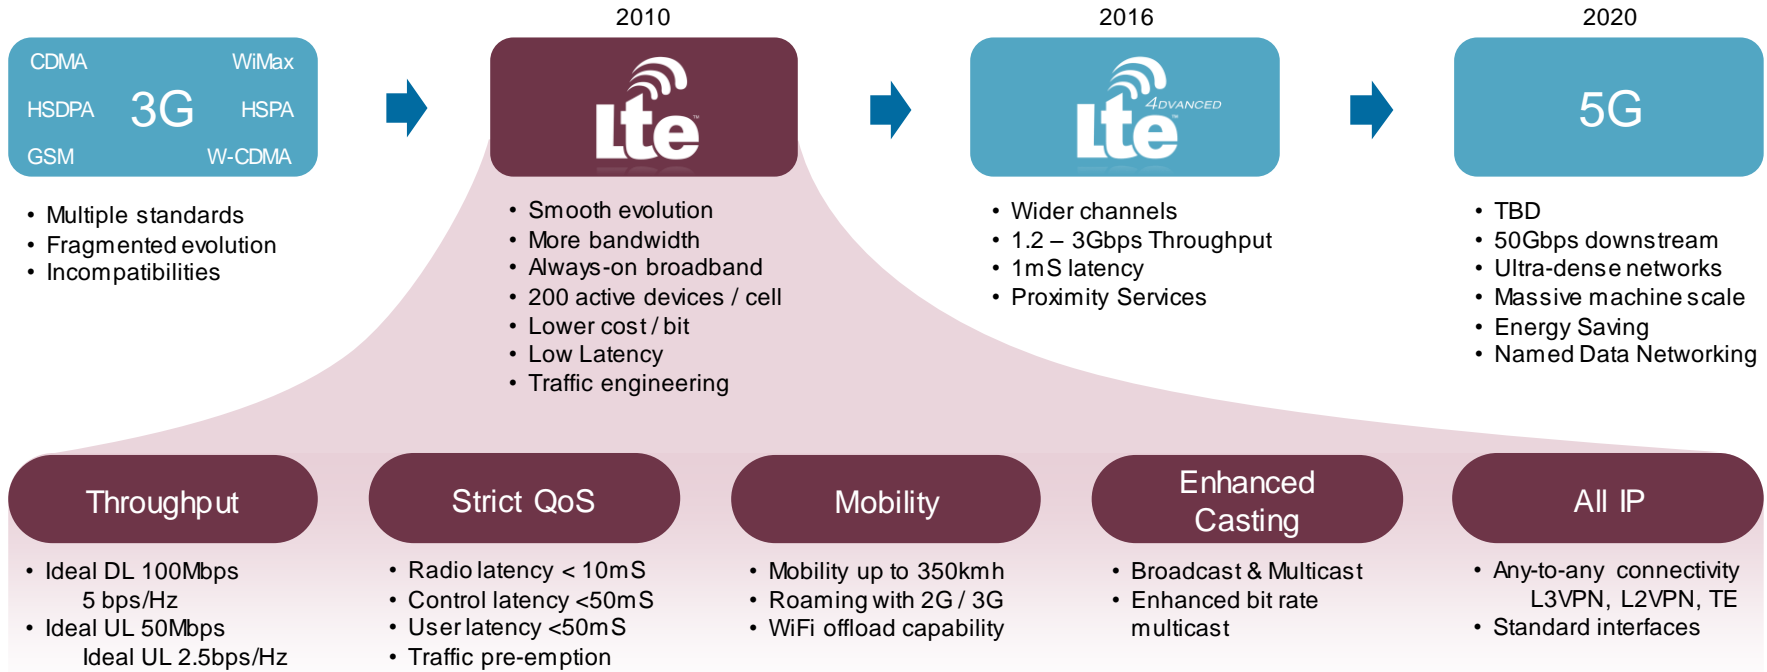 2010
2016
2020
CDMA
WiMax
HSDPA
3G
HSPA
GSM
W-CDMA
Lte™
Lte™
4DVANCED
5G
• Multiple standards
• Fragmented evolution
• Incompatibilities
• Smooth evolution
• More bandwidth
• Always-on broadband
• 200 active devices / cell
• Lower cost / bit
• Low Latency
• Traffic engineering
• Wider channels
• 1.2 – 3Gbps Throughput
• 1mS latency
• Proximity Services
• TBD
• 50Gbps downstream
• Ultra-dense networks
• Massive machine scale
• Energy Saving
• Named Data Networking
Throughput
• Ideal DL 100Mbps
5 bps/Hz
• Ideal UL 50Mbps
Ideal UL 2.5bps/Hz
Strict QoS
• Radio latency < 10mS
• Control latency <50mS
• User latency <50mS
• Traffic pre-emption
Mobility
• Mobility up to 350kmh
• Roaming with 2G / 3G
• WiFi offload capability
Enhanced
Casting
• Broadcast & Multicast
• Enhanced bit rate
multicast
All IP
• Any-to-any connectivity
L3VPN, L2VPN, TE
• Standard interfaces